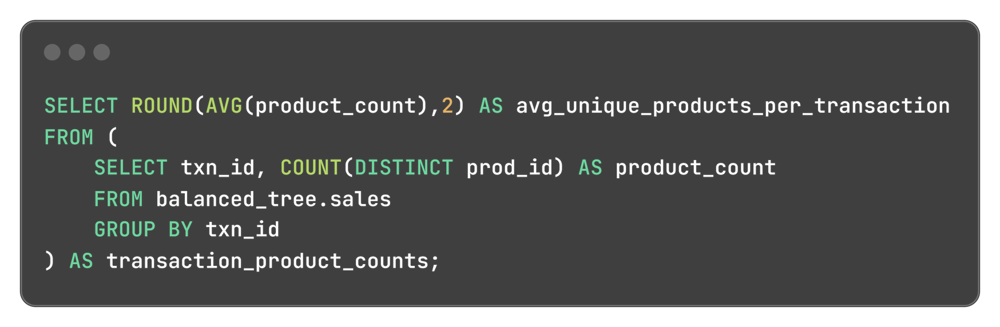 SELECT ROUND(AVG(product_count),2) AS avg_unique_products_per_transaction
FROM (
    SELECT txn_id, COUNT(DISTINCT prod_id) AS product_count
    FROM balanced_tree.sales
    GROUP BY txn_id
) AS transaction_product_counts;